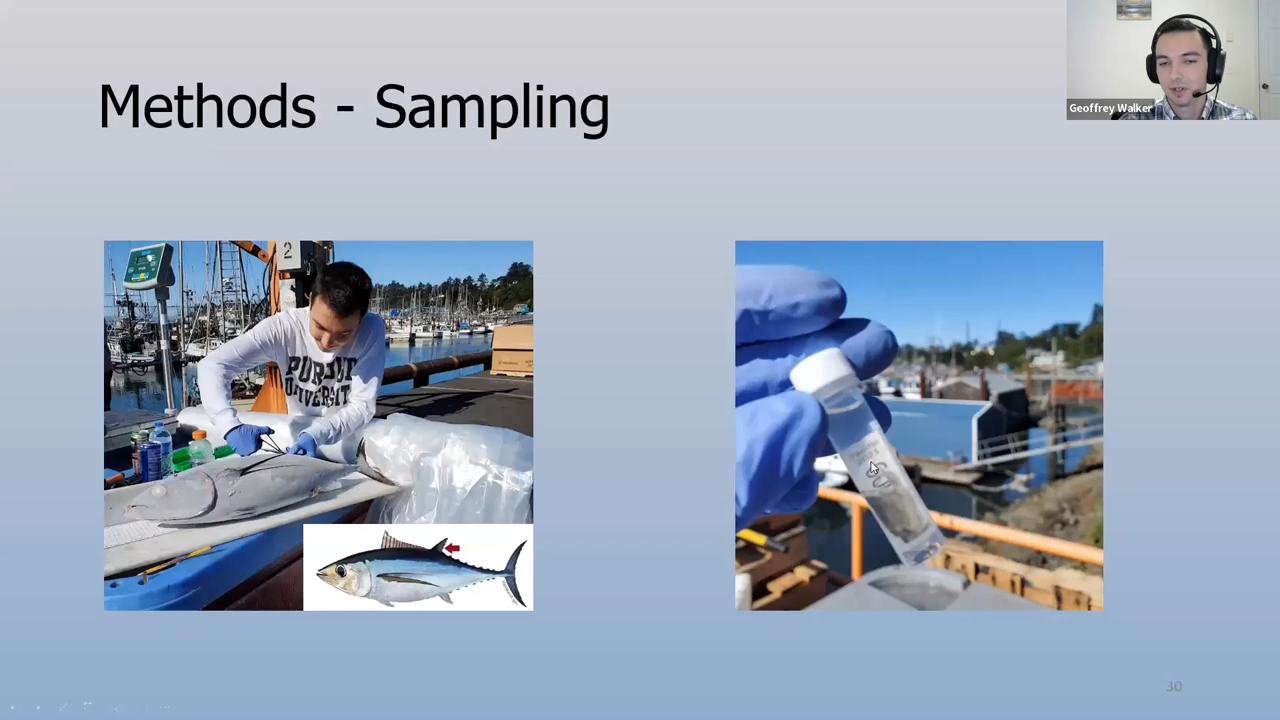 Methods - Sampling
Geoffrey Walker
2
PURDUE
UNIVERSITY
30